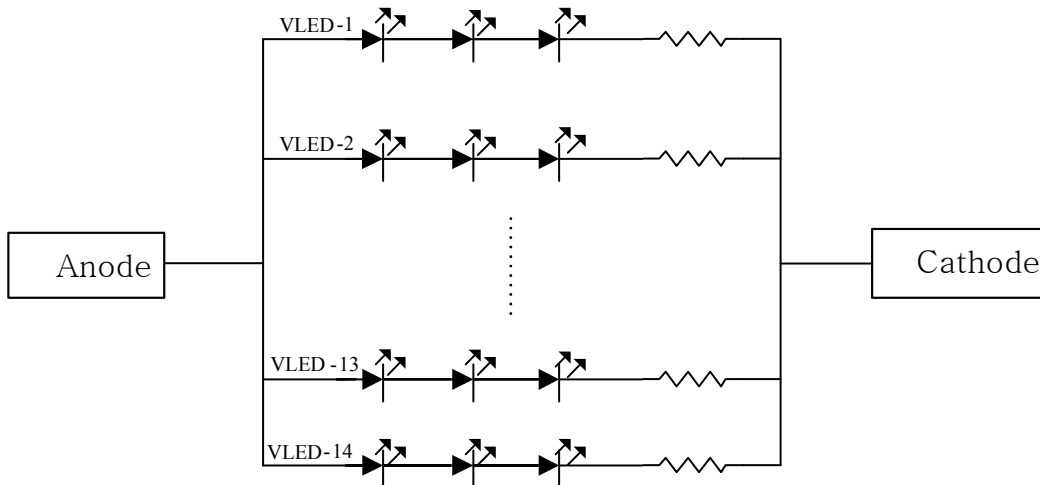 VLED-1
VLED-2
Anode
Cathode
VLED-13
VLED-14